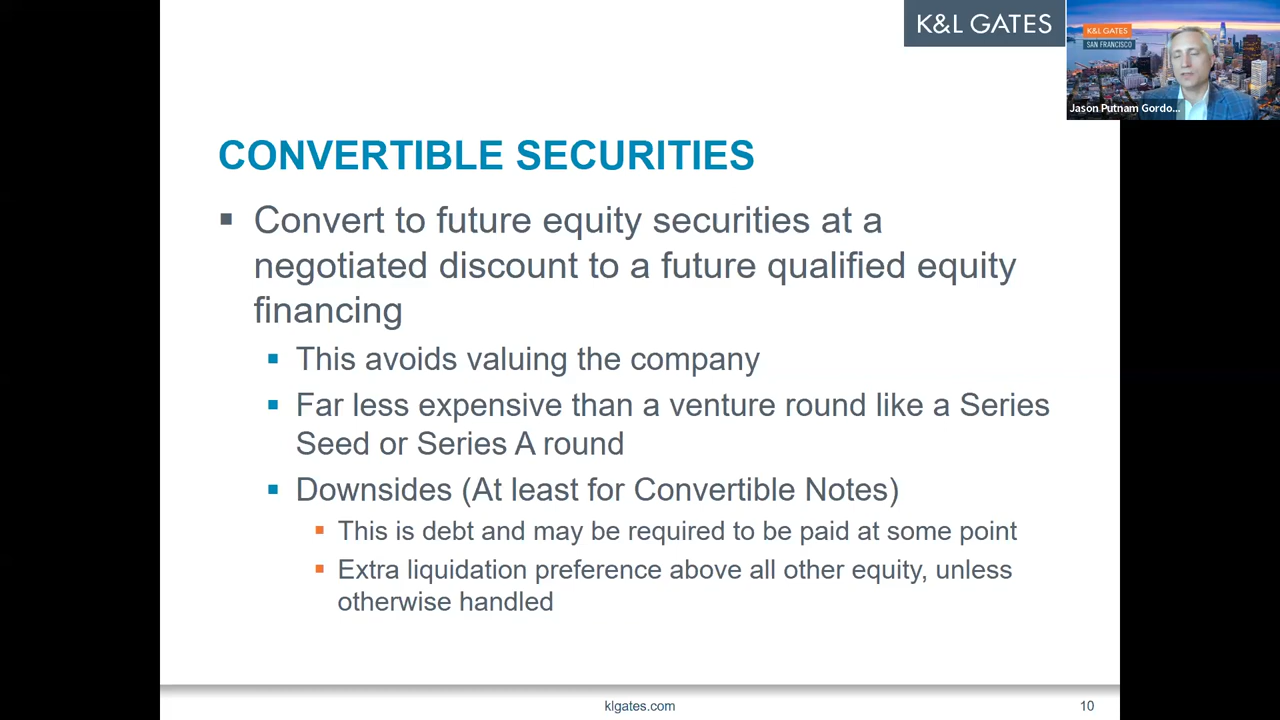 K&L GATES
K&L GATES
SAN FRANCISCO
Jason Putnam Gordo...
CONVERTIBLE SECURITIES
▪ Convert to future equity securities at a
negotiated discount to a future qualified equity
financing
▪ This avoids valuing the company
▪ Far less expensive than a venture round like a Series
Seed or Series A round
▪ Downsides (At least for Convertible Notes)
▪ This is debt and may be required to be paid at some point
▪ Extra liquidation preference above all other equity, unless
otherwise handled
klgates.com
10